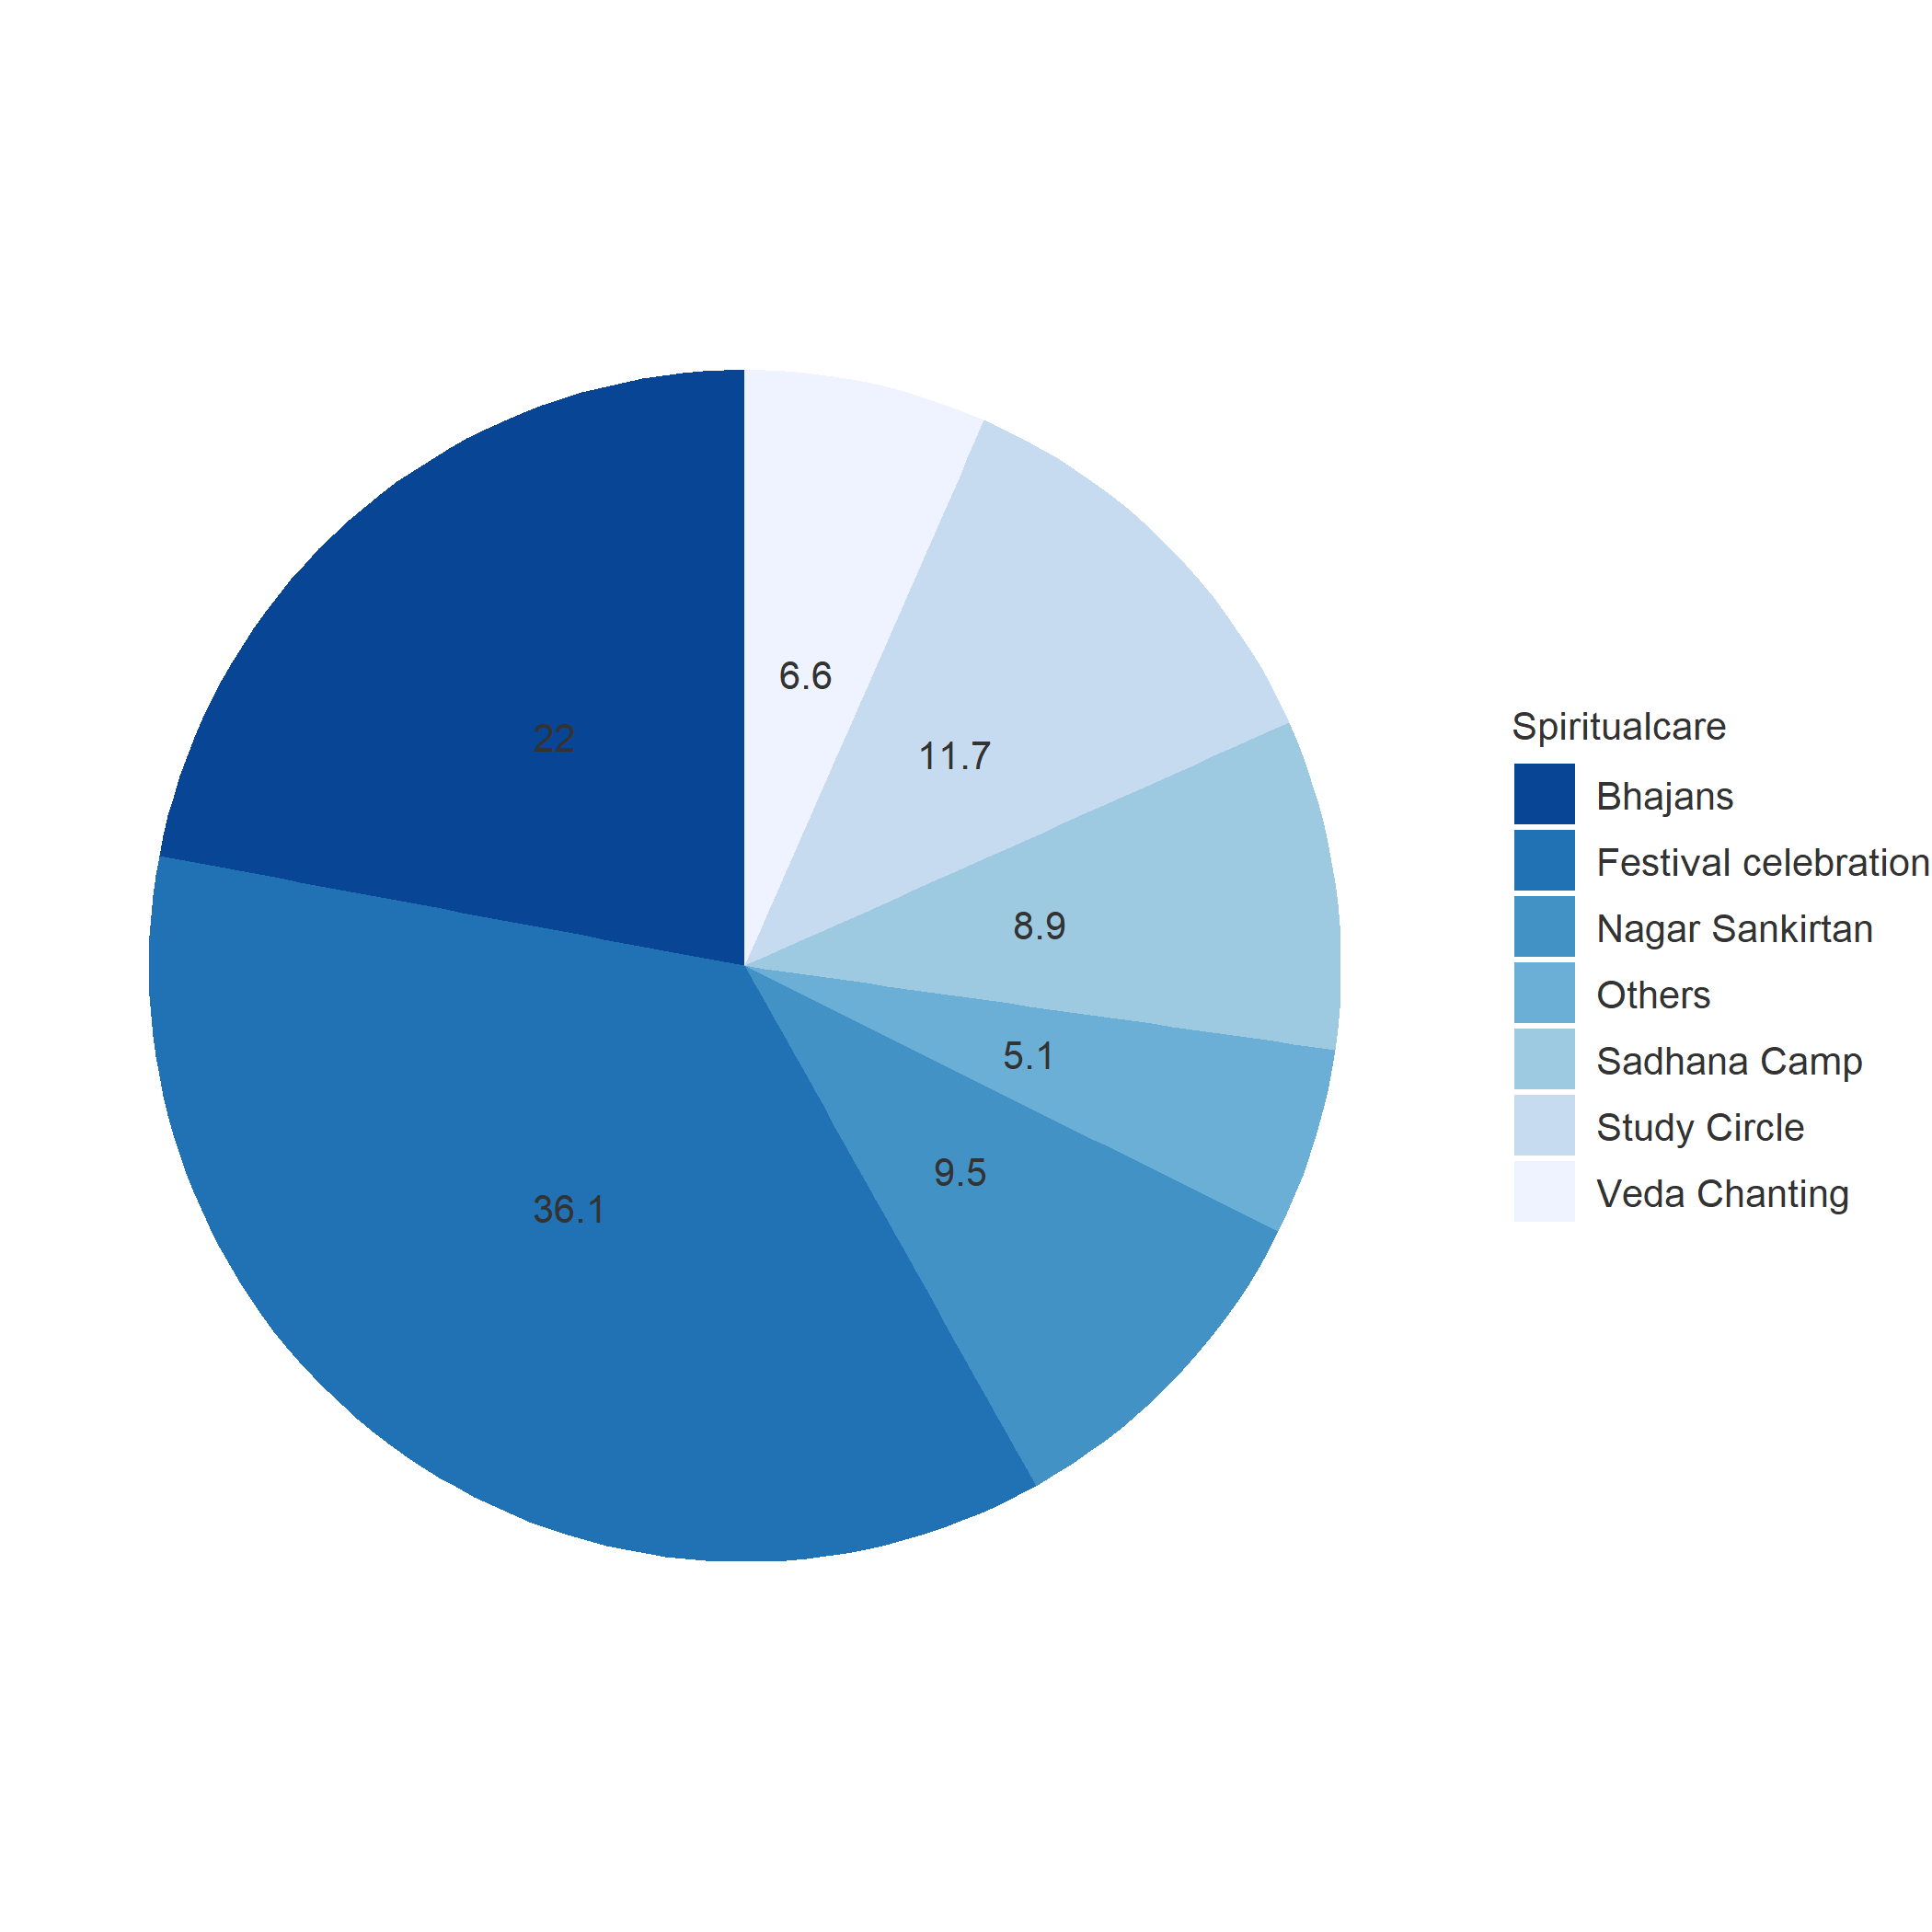 6.6
22
11.7
8.9
5.1
9.5
36.1
Spiritualcare
Bhajans
Festival celebration
Nagar Sankirtan
Others
Sadhana Camp
Study Circle
Veda Chanting